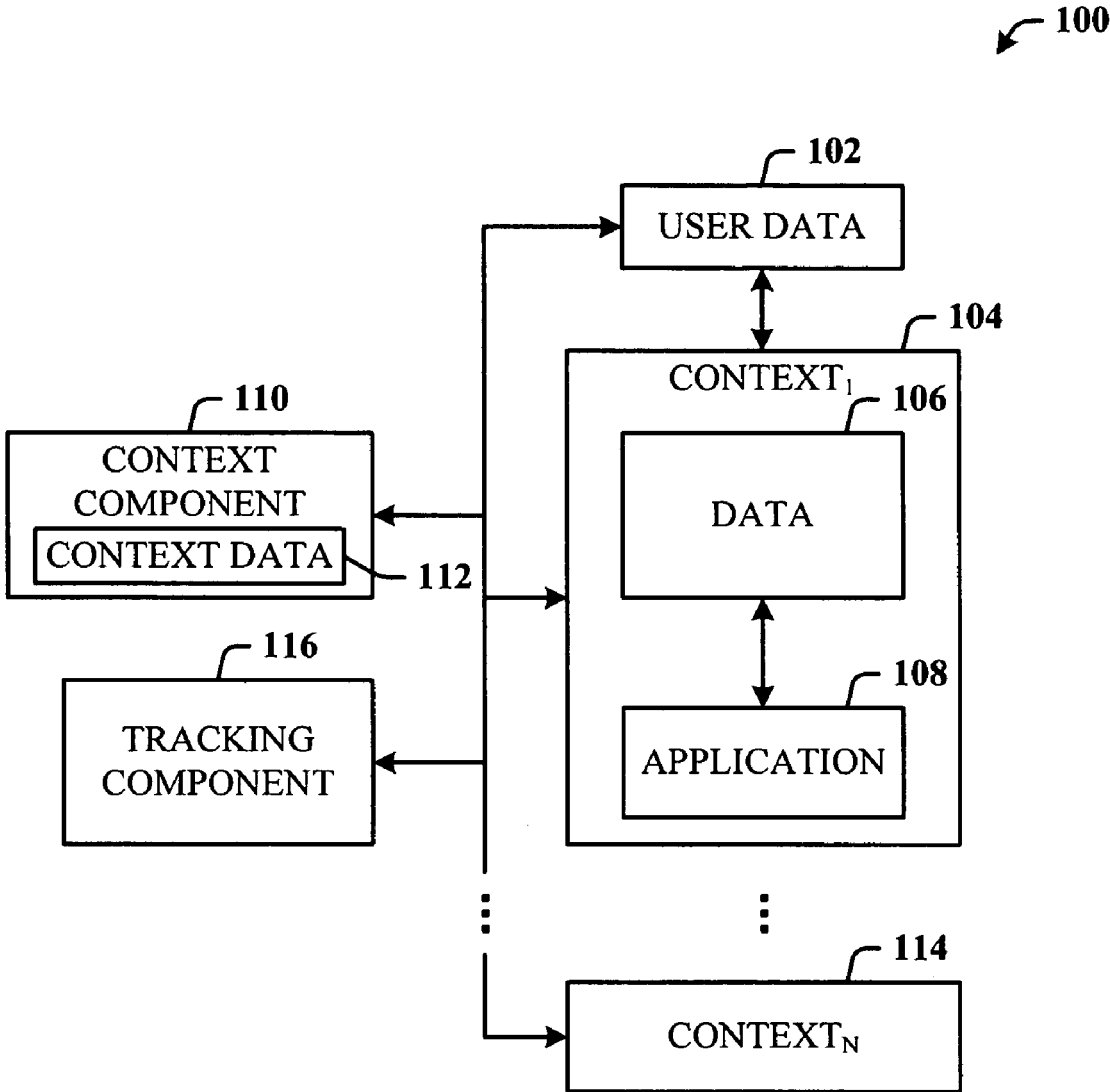 100
102
USER DATA
104
CONTEXT₁
106
DATA
110
CONTEXT
COMPONENT
CONTEXT DATA
112
116
TRACKING
COMPONENT
108
APPLICATION
114
CONTEXT_N